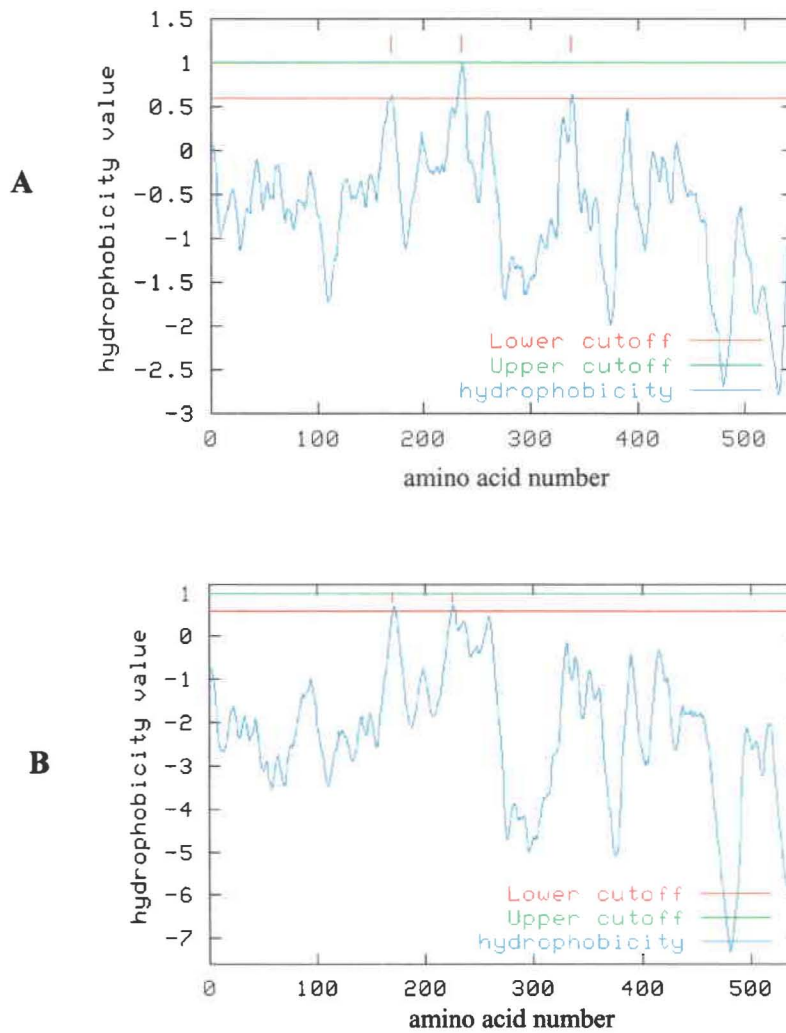 A
hydrophobicity value
1.5
1
0.5
0
-0.5
-1
-1.5
-2
-2.5
-3
Lower cutoff
Upper cutoff
hydrophobicity
0 100 200 300 400 500
amino acid number
B
hydrophobicity value
1
0
-1
-2
-3
-4
-5
-6
-7
Lower cutoff
Upper cutoff
hydrophobicity
0 100 200 300 400 500
amino acid number